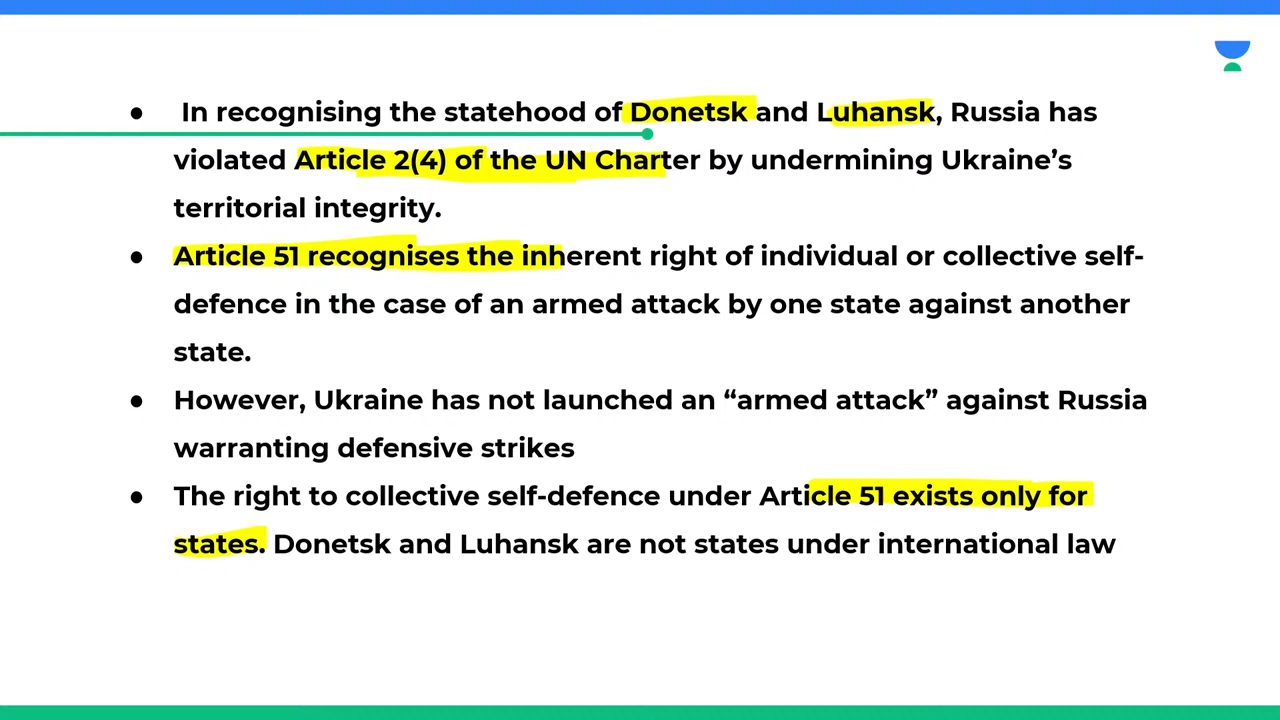 ● In recognising the statehood of Donetsk and Luhansk, Russia has
violated Article 2(4) of the UN Charter by undermining Ukraine’s
territorial integrity.
● Article 51 recognises the inherent right of individual or collective self-
defence in the case of an armed attack by one state against another
state.
● However, Ukraine has not launched an “armed attack” against Russia
warranting defensive strikes
● The right to collective self-defence under Article 51 exists only for
states. Donetsk and Luhansk are not states under international law